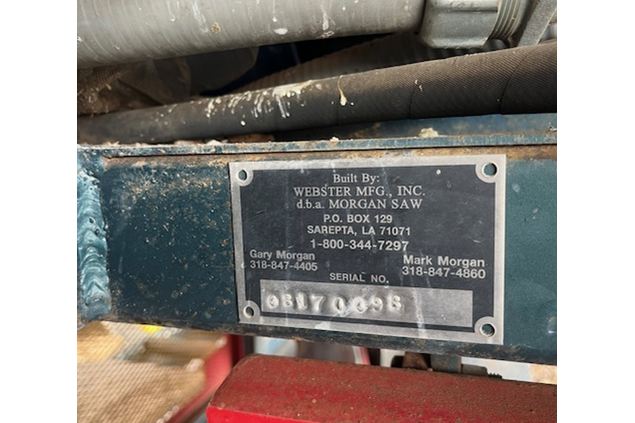 Built By:
WEBSTER MFG., INC.
d.b.a. MORGAN SAW
P.O. BOX 129
SAREPTA, LA 71071
1-800-344-7297
Gary Morgan
318-847-4405
Mark Morgan
318-847-4860
SERIAL NO.